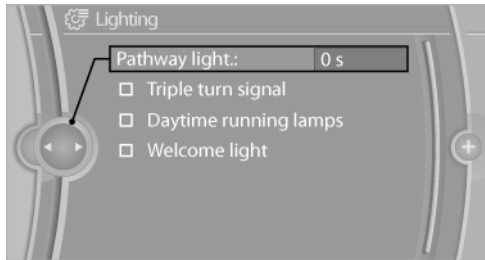 Lighting
Pathway light.: 0 s
Triple turn signal
Daytime running lamps
Welcome light